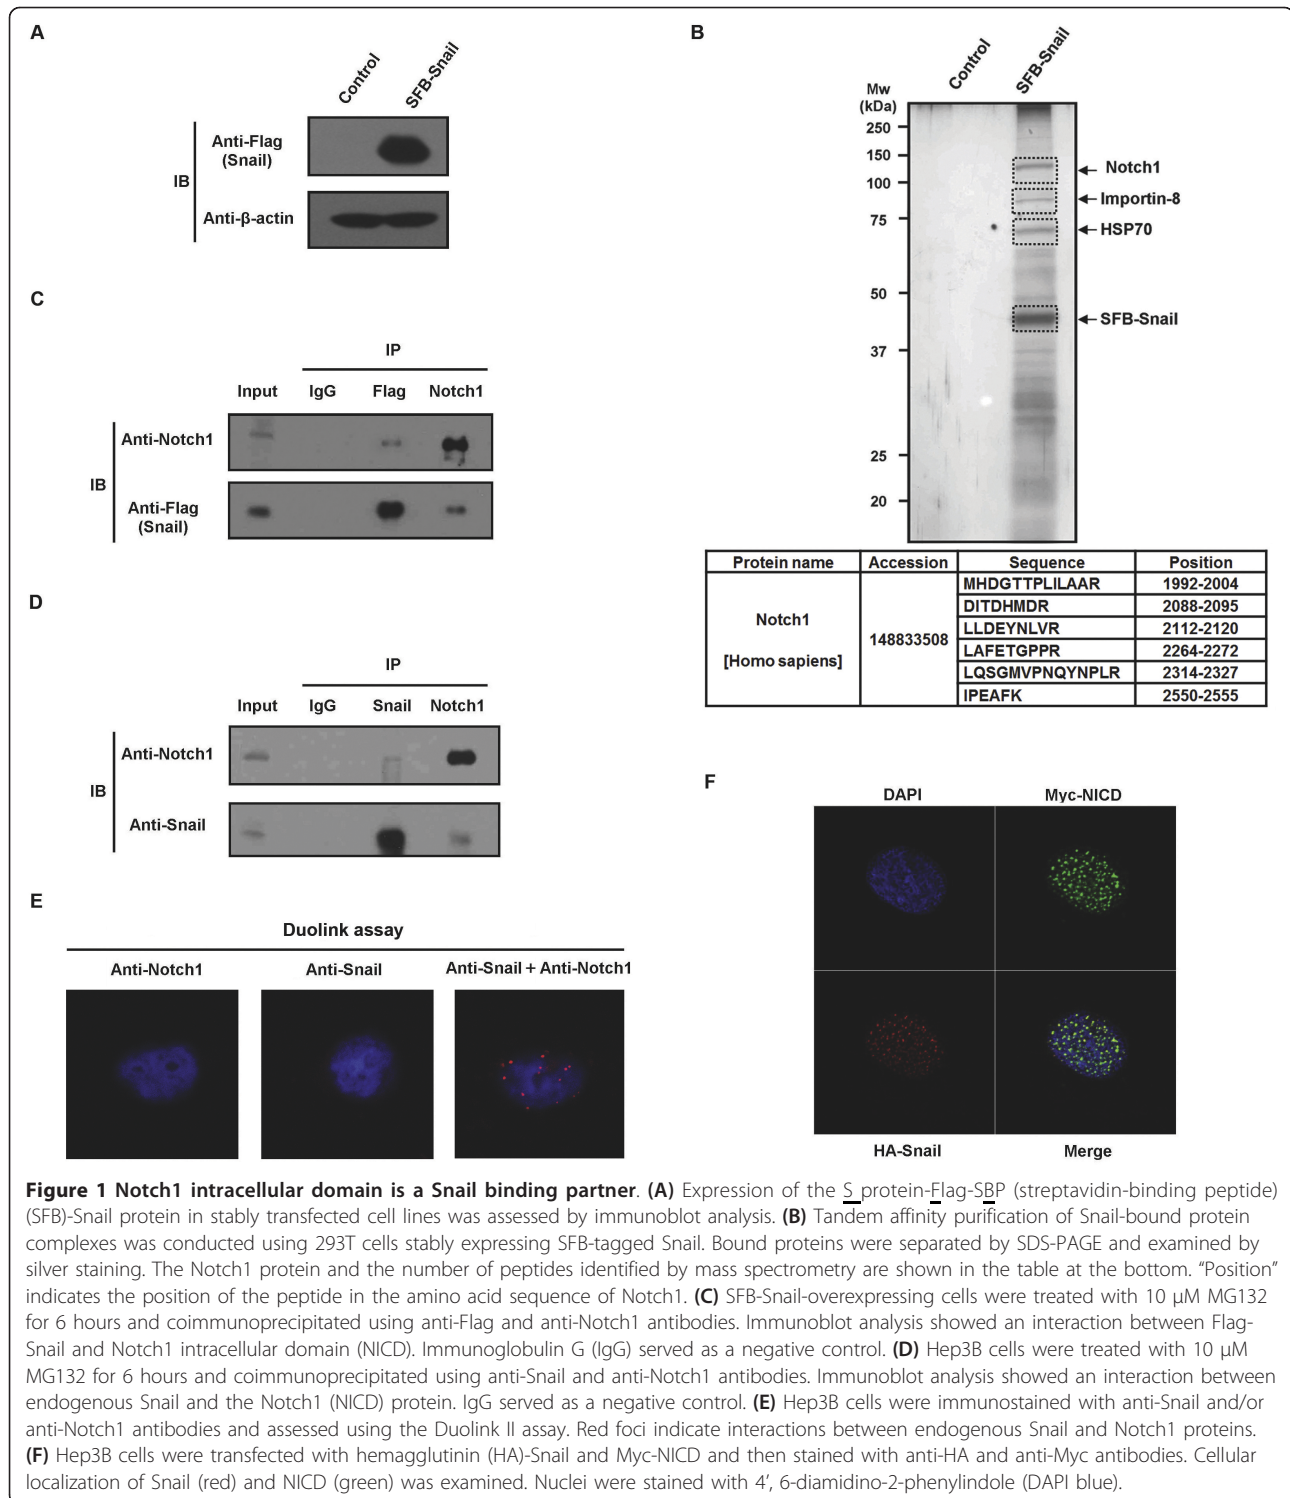 A
Control
SFB-Snail
Anti-Flag
(Snail)
IB
Anti-β-actin
B
Control
SFB-Snail
Mw
(kDa)
250
150
100
75
50
37
25
20
Notch1
Importin-8
HSP70
SFB-Snail
Protein name Accession Sequence Position
Notch1
[Homo sapiens]
148833508
MHDGTTPLILAAR 1992-2004
DITDHMDR 2088-2095
LLDEYNLVR 2112-2120
LAFETGPPR 2264-2272
LQSGMVPNQYNPLR 2314-2327
IPEAFK 2550-2555
C
IP
Input IgG Flag Notch1
Anti-Notch1
IB
Anti-Flag
(Snail)
D
IP
Input IgG Snail Notch1
Anti-Notch1
IB
Anti-Snail
E
Duolink assay
Anti-Notch1 Anti-Snail Anti-Snail + Anti-Notch1
F
DAPI Myc-NICD
HA-Snail Merge
Figure 1 Notch1 intracellular domain is a Snail binding partner. (A) Expression of the S protein-Flag-SBP (streptavidin-binding peptide)
(SFB)-Snail protein in stably transfected cell lines was assessed by immunoblot analysis. (B) Tandem affinity purification of Snail-bound protein
complexes was conducted using 293T cells stably expressing SFB-tagged Snail. Bound proteins were separated by SDS-PAGE and examined by
silver staining. The Notch1 protein and the number of peptides identified by mass spectrometry are shown in the table at the bottom. “Position”
indicates the position of the peptide in the amino acid sequence of Notch1. (C) SFB-Snail-overexpressing cells were treated with 10 μM MG132
for 6 hours and coimmunoprecipitated using anti-Flag and anti-Notch1 antibodies. Immunoblot analysis showed an interaction between Flag-
Snail and Notch1 intracellular domain (NICD). Immunoglobulin G (IgG) served as a negative control. (D) Hep3B cells were treated with 10 μM
MG132 for 6 hours and coimmunoprecipitated using anti-Snail and anti-Notch1 antibodies. Immunoblot analysis showed an interaction between
endogenous Snail and the Notch1 (NICD) protein. IgG served as a negative control. (E) Hep3B cells were immunostained with anti-Snail and/or
anti-Notch1 antibodies and assessed using the Duolink II assay. Red foci indicate interactions between endogenous Snail and Notch1 proteins.
(F) Hep3B cells were transfected with hemagglutinin (HA)-Snail and Myc-NICD and then stained with anti-HA and anti-Myc antibodies. Cellular
localization of Snail (red) and NICD (green) was examined. Nuclei were stained with 4’, 6-diamidino-2-phenylindole (DAPI blue).